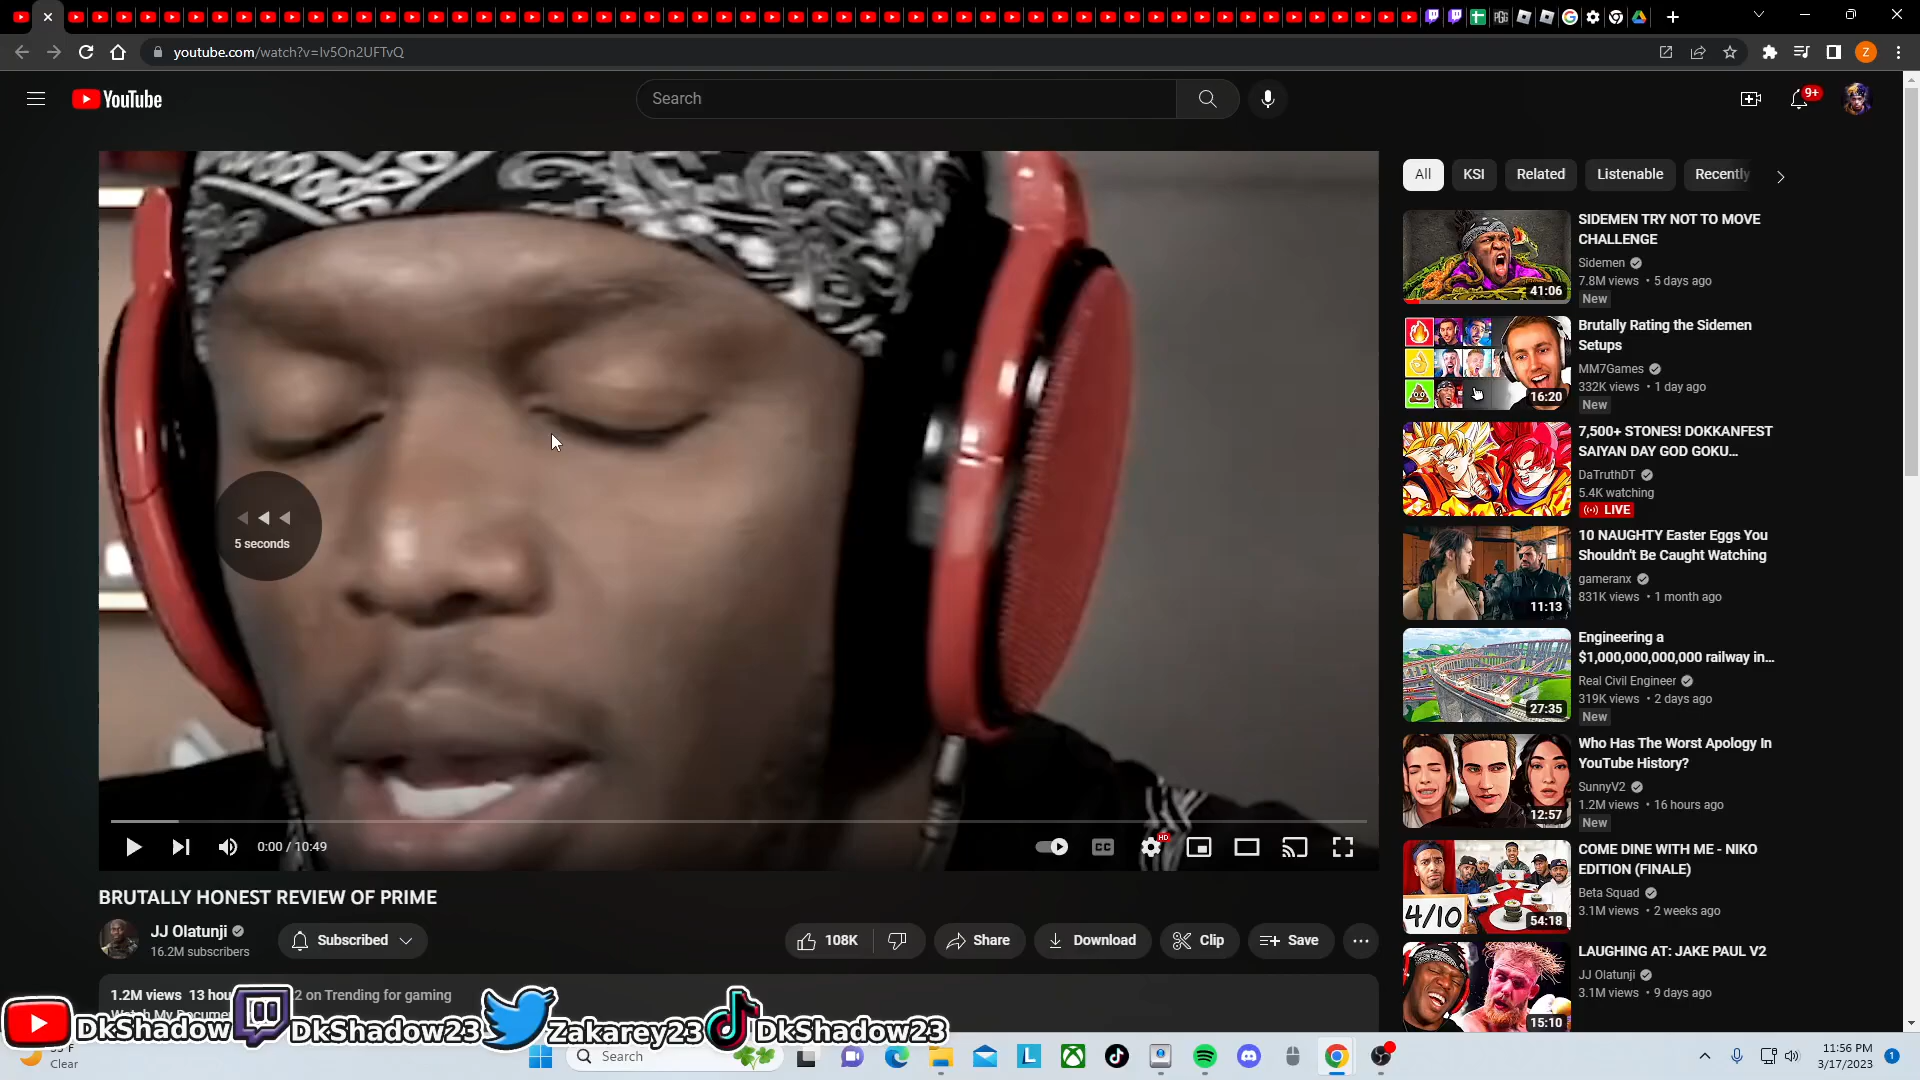 youtube.com/watch?v=Iv5On2UFTvQ
Z
YouTube
Search
9+
5 seconds
0:00 / 10:49
CC
HD
BRUTALLY HONEST REVIEW OF PRIME
JJ Olatunji
16.2M subscribers
Subscribed
108K
Share
Download
Clip
Save
1.2M views 13 hou
2 on Trending for gaming
All
KSI
Related
Listenable
Recently
SIDEMEN TRY NOT TO MOVE
CHALLENGE
Sidemen
7.8M views • 5 days ago
New
41:06
Brutally Rating the Sidemen
Setups
MM7Games
332K views • 1 day ago
New
16:20
7,500+ STONES! DOKKANFEST
SAIYAN DAY GOD GOKU...
DaTruthDT
5.4K watching
LIVE
10 NAUGHTY Easter Eggs You
Shouldn't Be Caught Watching
gameranx
831K views • 1 month ago
11:13
Engineering a
$1,000,000,000,000 railway in...
Real Civil Engineer
319K views • 2 days ago
New
27:35
Who Has The Worst Apology In
YouTube History?
SunnyV2
1.2M views • 16 hours ago
New
12:57
COME DINE WITH ME - NIKO
EDITION (FINALE)
Beta Squad
3.1M views • 2 weeks ago
4/10
54:18
LAUGHING AT: JAKE PAUL V2
JJ Olatunji
3.1M views • 9 days ago
15:10
DkShadow
DkShadow23
Zakarey23
DkShadow23
Clear
Search
L
11:56 PM
3/17/2023
1